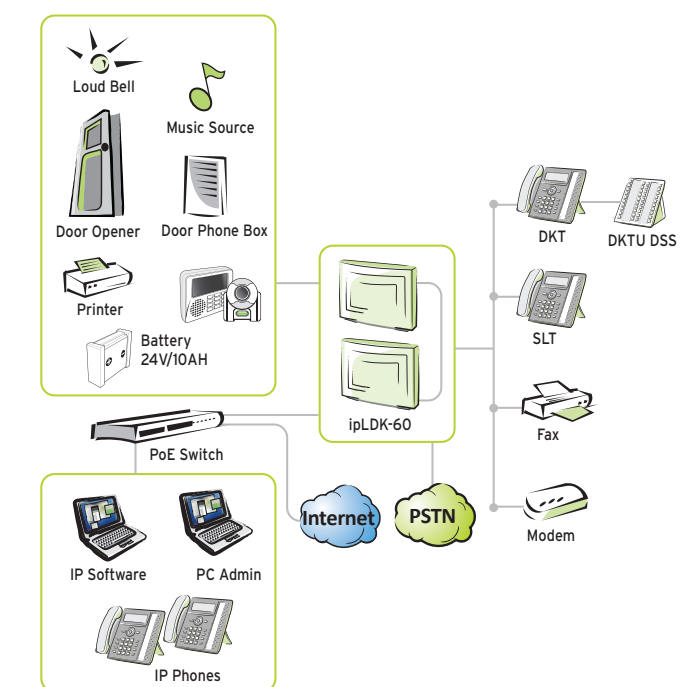 Loud Bell
Music Source
Door Opener
Door Phone Box
Printer
Battery
24V/10AH
ipLDK-60
DKT
DKTU DSS
SLT
Fax
Modem
PoE Switch
Internet
PSTN
IP Software
PC Admin
IP Phones